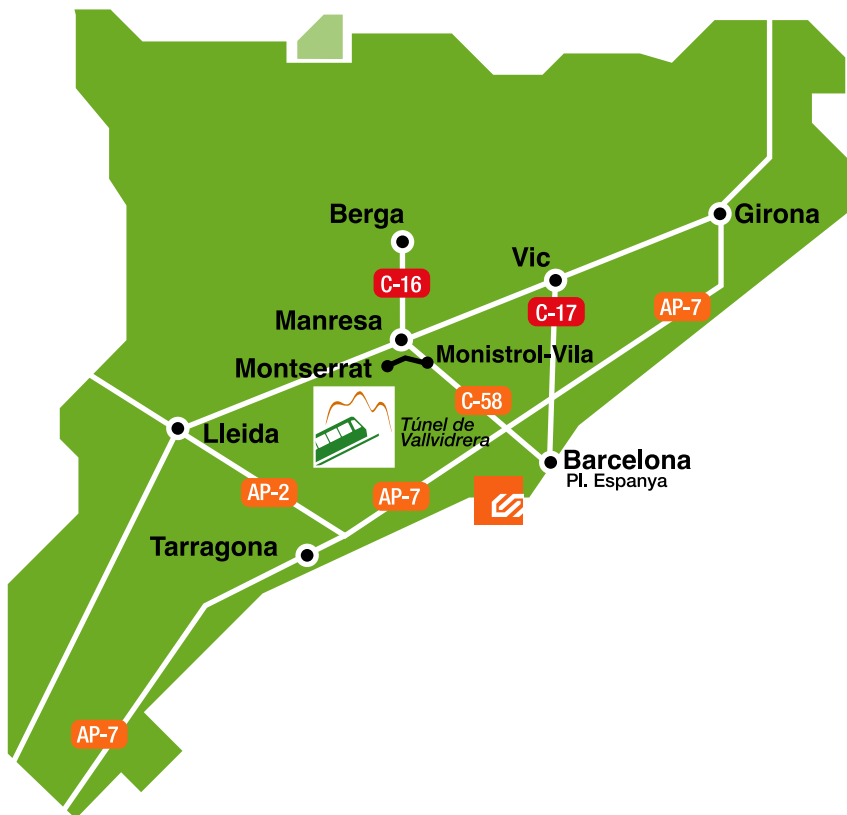 Berga
Girona
Vic
C-16
AP-7
C-17
Manresa
Monistrol-Vila
Montserrat
C-58
Túnel de
Vallvidrera
Lleida
Barcelona
Pl. Espanya
AP-2
AP-7
Tarragona
AP-7